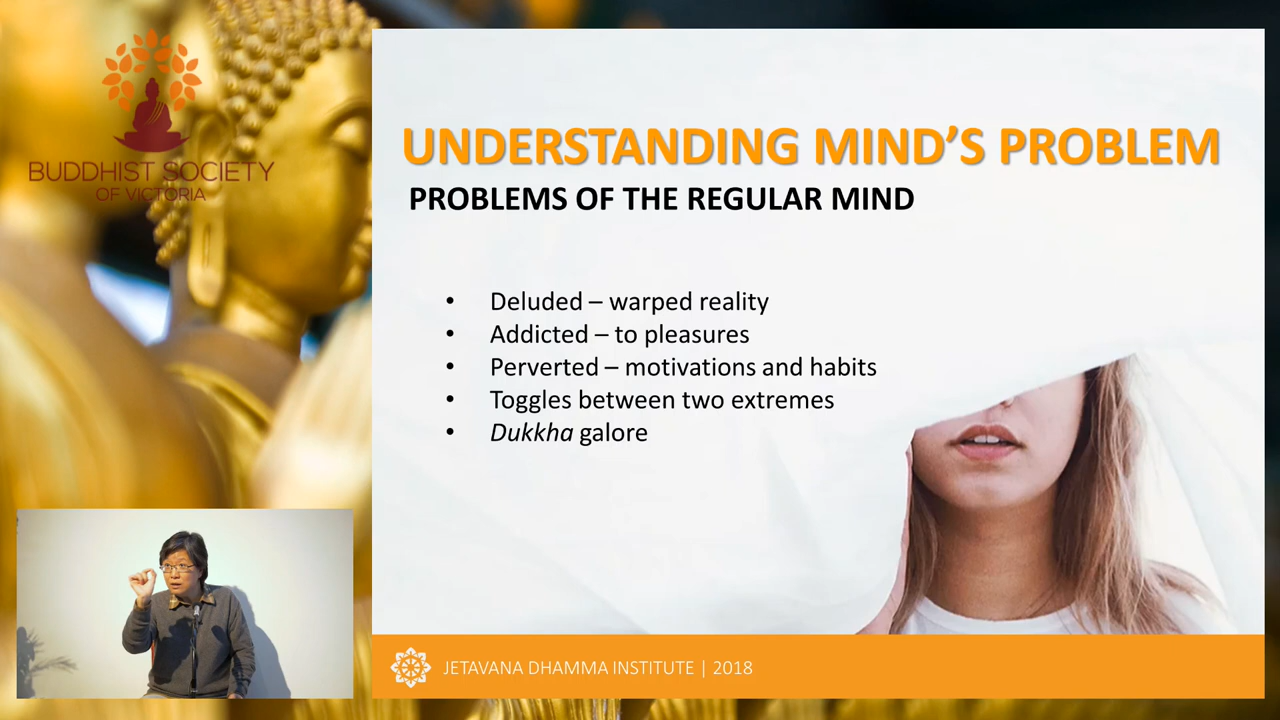 BUDDHIST SOCIETY
OF VICTORIA
UNDERSTANDING MIND’S PROBLEM
PROBLEMS OF THE REGULAR MIND
• Deluded – warped reality
• Addicted – to pleasures
• Perverted – motivations and habits
• Toggles between two extremes
• Dukkha galore
JETAVANA DHAMMA INSTITUTE | 2018